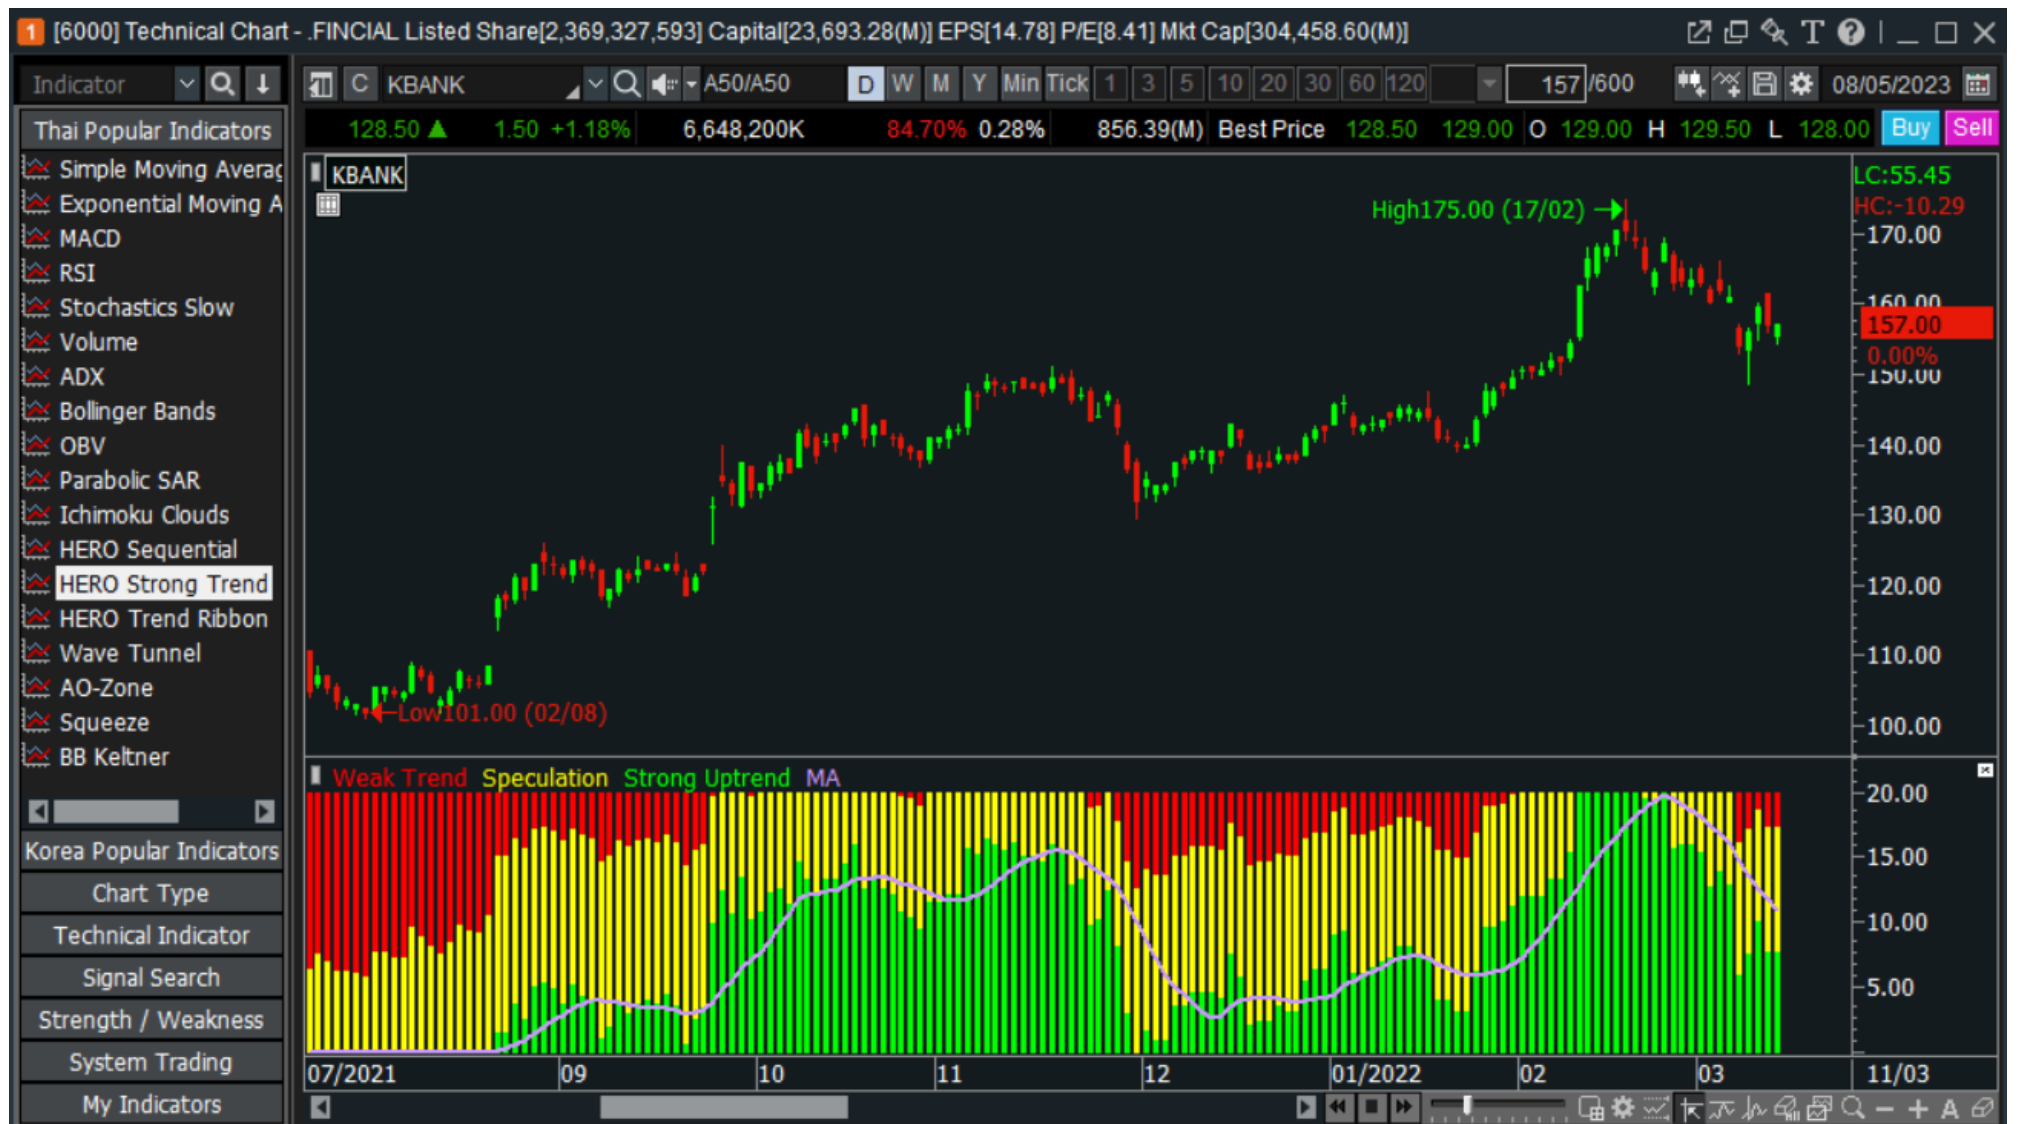 1 [6000] Technical Chart - .FINCIAL Listed Share[2,369,327,593] Capital[23,693.28(M)] EPS[14.78] P/E[8.41] Mkt Cap[304,458.60(M)]
Indicator
C KBANK A50/A50 D W M Y Min Tick 1 3 5 10 20 30 60 120 157 /600 08/05/2023
128.50 ▲ 1.50 +1.18% 6,648,200K 84.70% 0.28% 856.39(M) Best Price 128.50 129.00 O 129.00 H 129.50 L 128.00 Buy Sell
Thai Popular Indicators
Simple Moving Averag
Exponential Moving A
MACD
RSI
Stochastics Slow
Volume
ADX
Bollinger Bands
OBV
Parabolic SAR
Ichimoku Clouds
HERO Sequential
HERO Strong Trend
HERO Trend Ribbon
Wave Tunnel
AO-Zone
Squeeze
BB Keltner
Korea Popular Indicators
Chart Type
Technical Indicator
Signal Search
Strength / Weakness
System Trading
My Indicators
KBANK
High175.00 (17/02)
Low101.00 (02/08)
LC:55.45
HC:-10.29
170.00
160.00
157.00
0.00%
150.00
140.00
130.00
120.00
110.00
100.00
Weak Trend Speculation Strong Uptrend MA
20.00
15.00
10.00
5.00
07/2021 09 10 11 12 01/2022 02 03 11/03